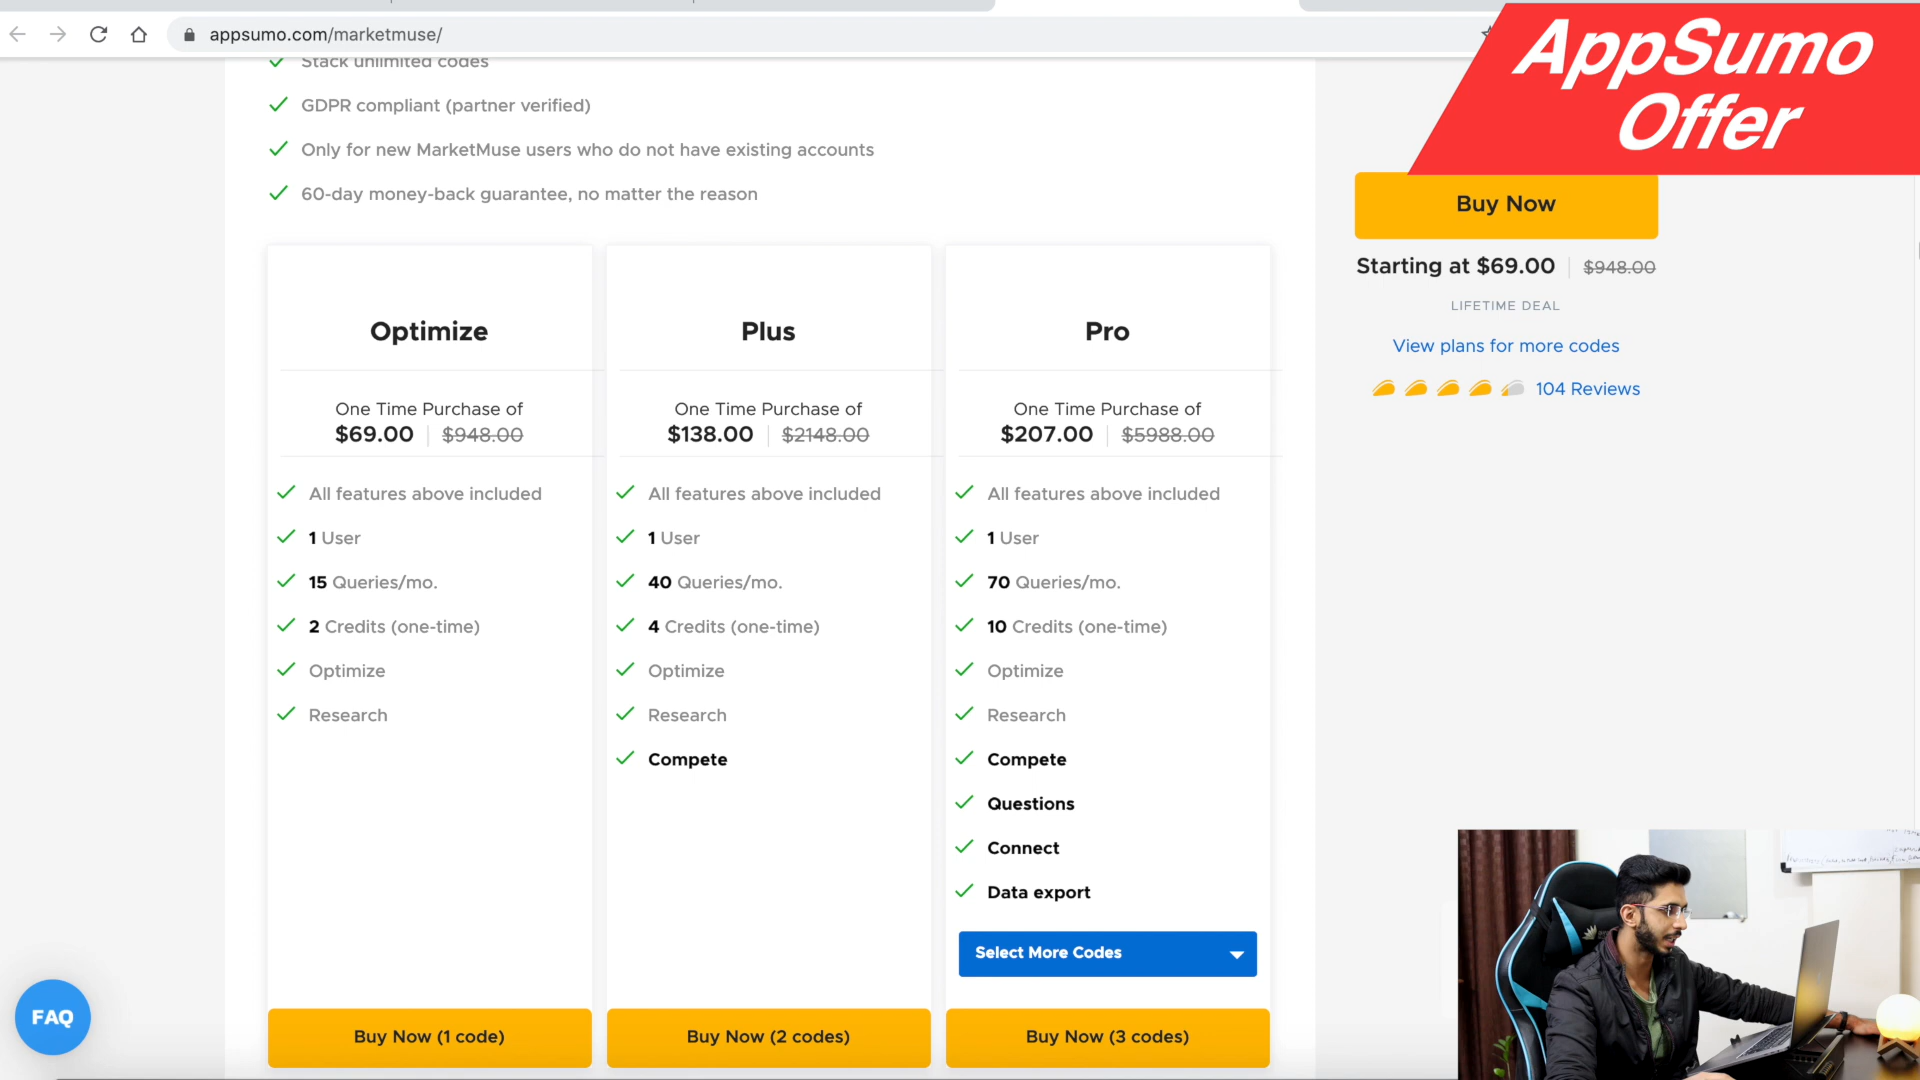 appsumo.com/marketmuse/
AppSumo
Offer
Stack unlimited codes
GDPR compliant (partner verified)
Only for new MarketMuse users who do not have existing accounts
60-day money-back guarantee, no matter the reason
Buy Now
Starting at $69.00 $948.00
LIFETIME DEAL
View plans for more codes
104 Reviews
Optimize
One Time Purchase of
$69.00 $948.00
All features above included
1 User
15 Queries/mo.
2 Credits (one-time)
Optimize
Research
Buy Now (1 code)
Plus
One Time Purchase of
$138.00 $2148.00
All features above included
1 User
40 Queries/mo.
4 Credits (one-time)
Optimize
Research
Compete
Buy Now (2 codes)
Pro
One Time Purchase of
$207.00 $5988.00
All features above included
1 User
70 Queries/mo.
10 Credits (one-time)
Optimize
Research
Compete
Questions
Connect
Data export
Select More Codes
Buy Now (3 codes)
FAQ